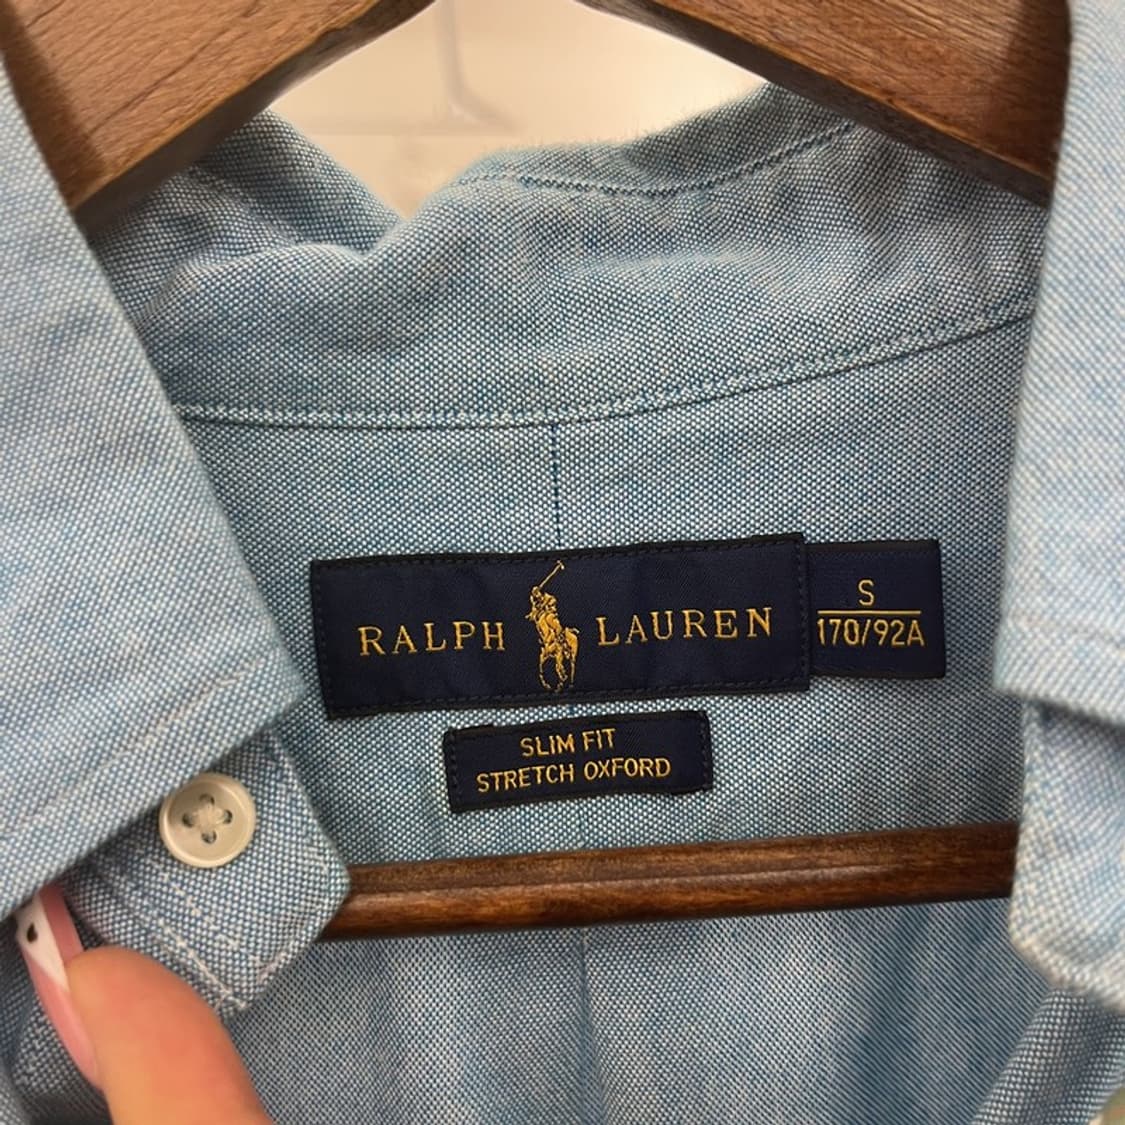 RALPH LAUREN
S
170/92A
SLIM FIT
STRETCH OXFORD